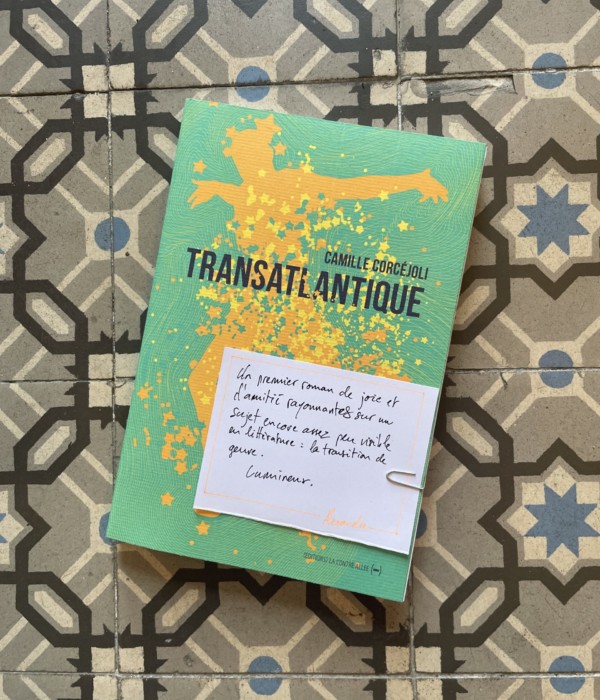 CAMILLE CORCÉJOLI
TRANSATLANTIQUE
Un premier roman de joie et
d'amitié rayonnantes sur un
sujet encore assez peu visible
en littérature : la transition de
genre.
Lumineux.
(ÉDITIONS) LA CONTRE ALLÉE (•••)